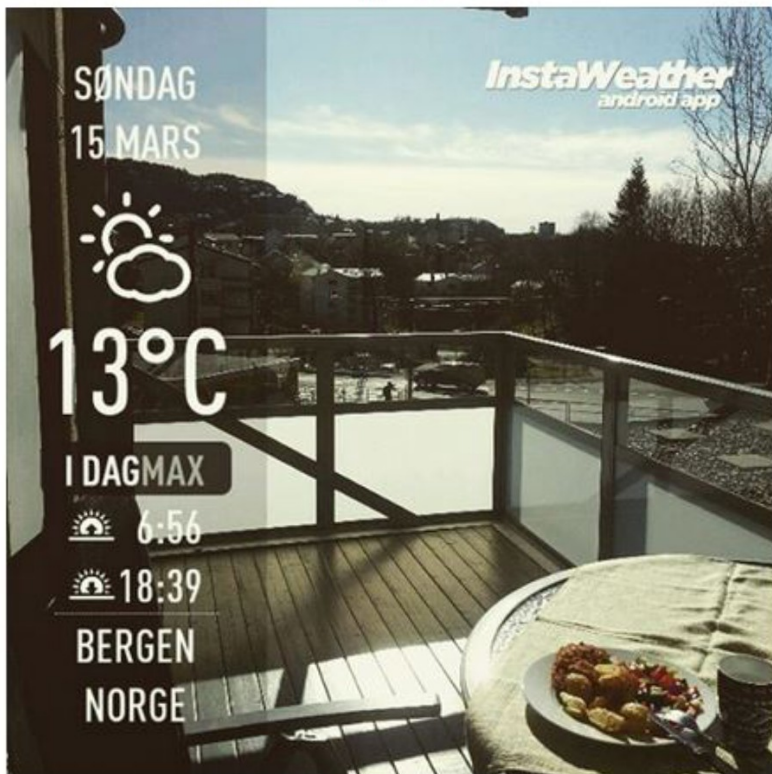 SØNDAG
15 MARS
InstaWeather
android app
13°C
I DAGMAX
6:56
18:39
BERGEN
NORGE